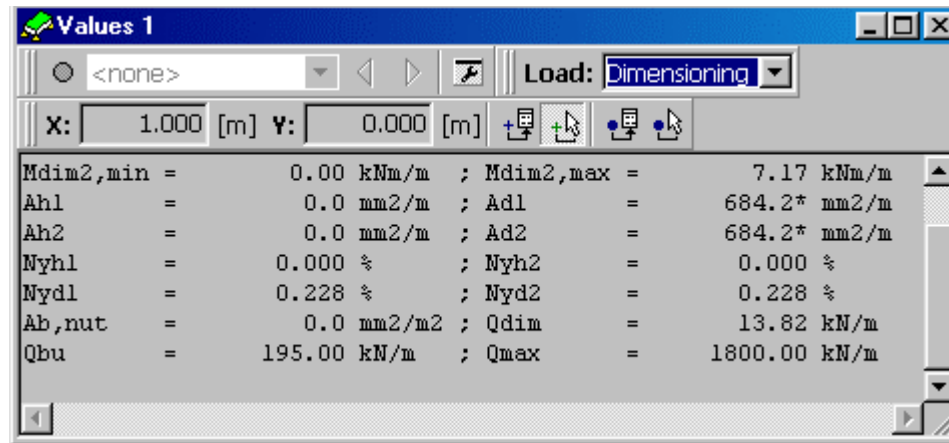 Values 1
<none> Load: Dimensioning
X: 1.000 [m] Y: 0.000 [m]
Mdim2,min = 0.00 kNm/m ; Mdim2,max = 7.17 kNm/m
Ah1 = 0.0 mm2/m ; Ad1 = 684.2* mm2/m
Ah2 = 0.0 mm2/m ; Ad2 = 684.2* mm2/m
Nyh1 = 0.000 % ; Nyh2 = 0.000 %
Nyd1 = 0.228 % ; Nyd2 = 0.228 %
Ab,nut = 0.0 mm2/m2 ; Qdim = 13.82 kN/m
Qbu = 195.00 kN/m ; Qmax = 1800.00 kN/m